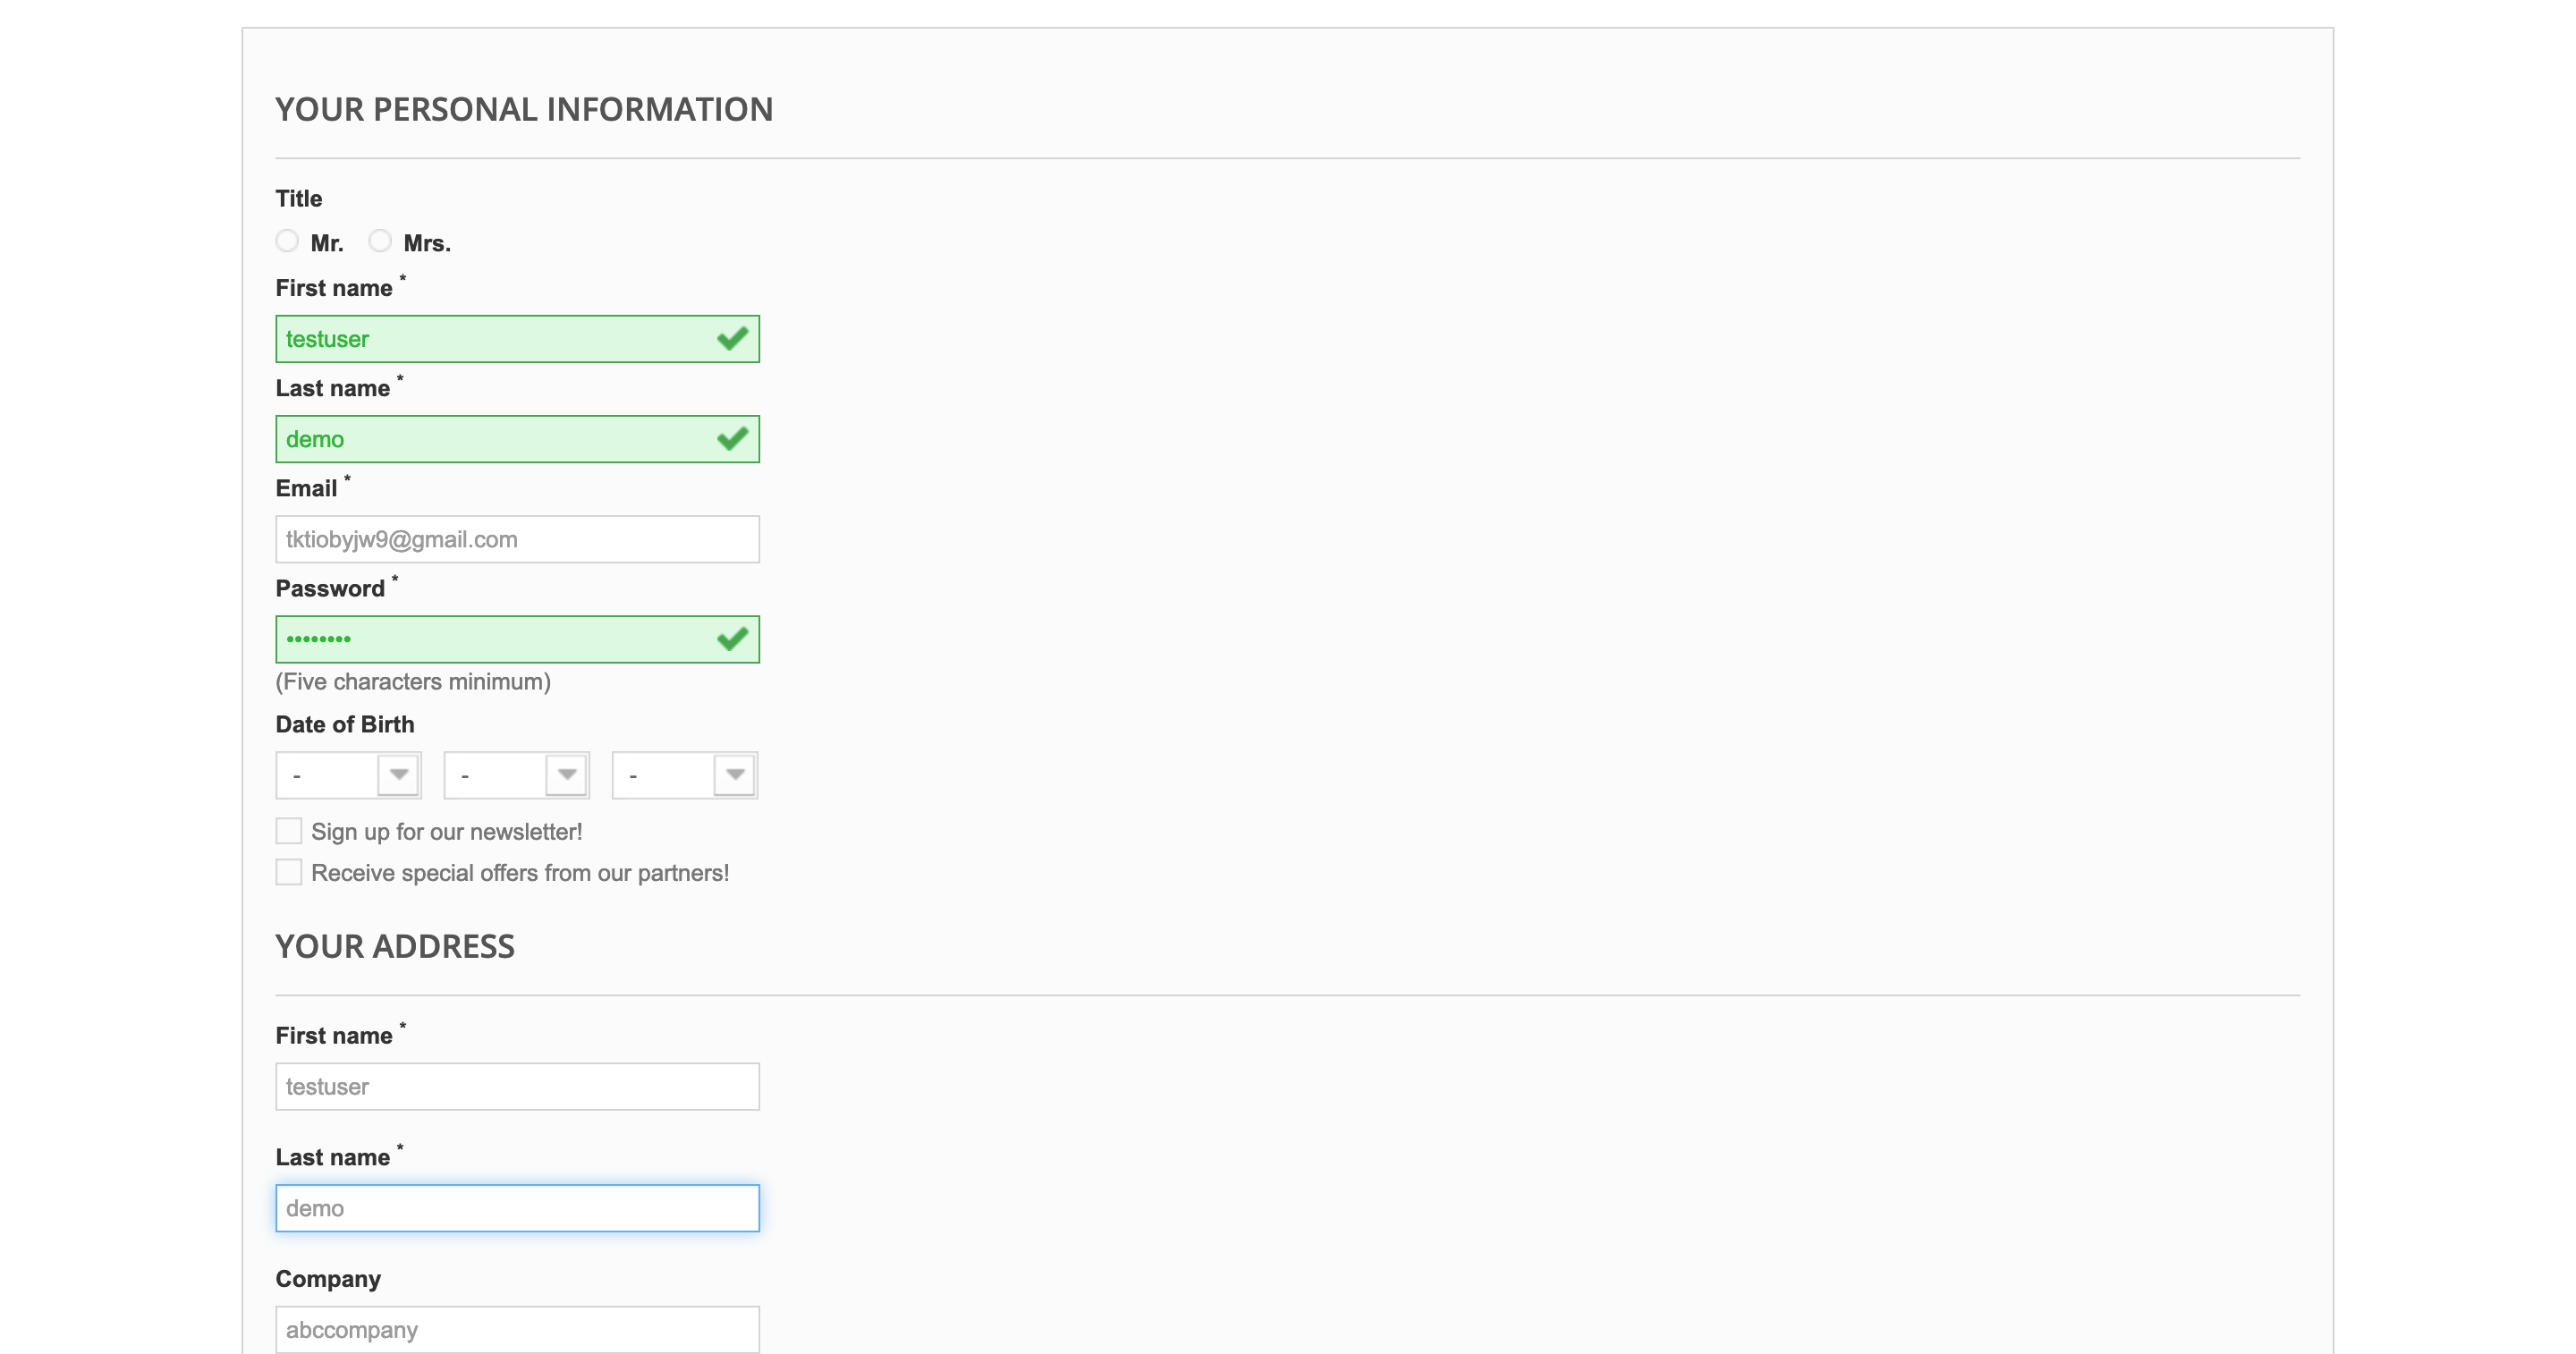 YOUR PERSONAL INFORMATION
Title
Mr. Mrs.
First name *
testuser
Last name *
demo
Email *
tktiobyjw9@gmail.com
Password *
••••••••
(Five characters minimum)
Date of Birth
- - -
Sign up for our newsletter!
Receive special offers from our partners!
YOUR ADDRESS
First name *
testuser
Last name *
demo
Company
abccompany